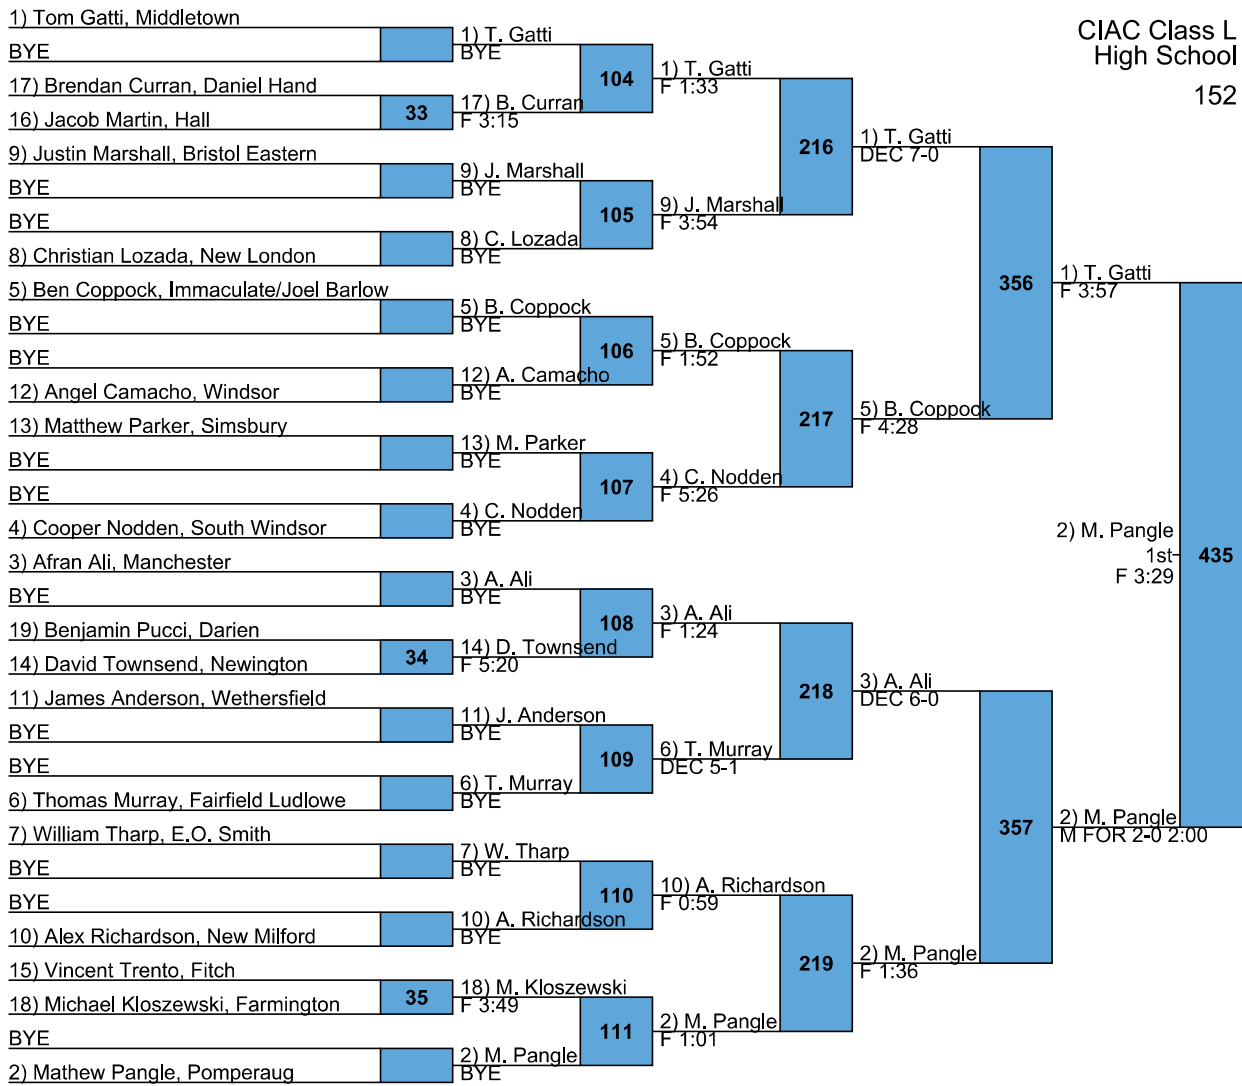 CIAC Class L
High School
152
1) Tom Gatti, Middletown
BYE
17) Brendan Curran, Daniel Hand
16) Jacob Martin, Hall
9) Justin Marshall, Bristol Eastern
BYE
BYE
8) Christian Lozada, New London
5) Ben Coppock, Immaculate/Joel Barlow
BYE
BYE
12) Angel Camacho, Windsor
13) Matthew Parker, Simsbury
BYE
BYE
4) Cooper Nodden, South Windsor
3) Afran Ali, Manchester
BYE
19) Benjamin Pucci, Darien
14) David Townsend, Newington
11) James Anderson, Wethersfield
BYE
BYE
6) Thomas Murray, Fairfield Ludlowe
7) William Tharp, E.O. Smith
BYE
BYE
10) Alex Richardson, New Milford
15) Vincent Trento, Fitch
18) Michael Kloszewski, Farmington
BYE
2) Mathew Pangle, Pomperaug
33
34
35
1) T. Gatti
BYE
17) B. Curran
F 3:15
9) J. Marshall
BYE
8) C. Lozada
BYE
5) B. Coppock
BYE
12) A. Camacho
BYE
13) M. Parker
BYE
4) C. Nodden
BYE
3) A. Ali
BYE
14) D. Townsend
F 5:20
11) J. Anderson
BYE
6) T. Murray
BYE
7) W. Tharp
BYE
10) A. Richardson
BYE
18) M. Kloszewski
F 3:49
2) M. Pangle
BYE
104
105
106
107
108
109
110
111
1) T. Gatti
F 1:33
9) J. Marshall
F 3:54
5) B. Coppock
F 1:52
4) C. Nodden
F 5:26
3) A. Ali
F 1:24
6) T. Murray
DEC 5-1
10) A. Richardson
F 0:59
2) M. Pangle
F 1:01
216
217
218
219
1) T. Gatti
DEC 7-0
5) B. Coppock
F 4:28
3) A. Ali
DEC 6-0
2) M. Pangle
F 1:36
356
357
1) T. Gatti
F 3:57
2) M. Pangle
M FOR 2-0 2:00
2) M. Pangle
1st
F 3:29
435